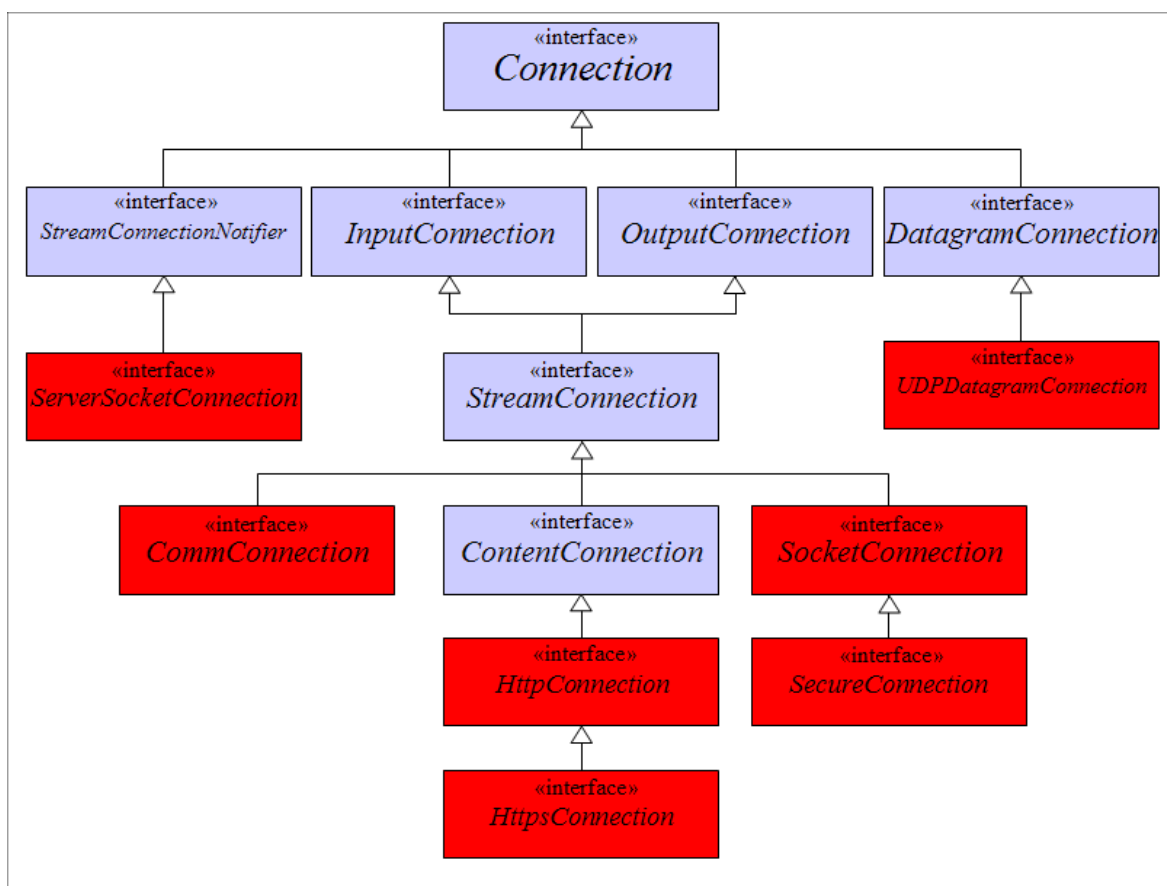 «interface»
Connection
«interface»
StreamConnectionNotifier
«interface»
InputConnection
«interface»
OutputConnection
«interface»
DatagramConnection
«interface»
ServerSocketConnection
«interface»
StreamConnection
«interface»
UDPDatagramConnection
«interface»
CommConnection
«interface»
ContentConnection
«interface»
SocketConnection
«interface»
HttpConnection
«interface»
SecureConnection
«interface»
HttpsConnection